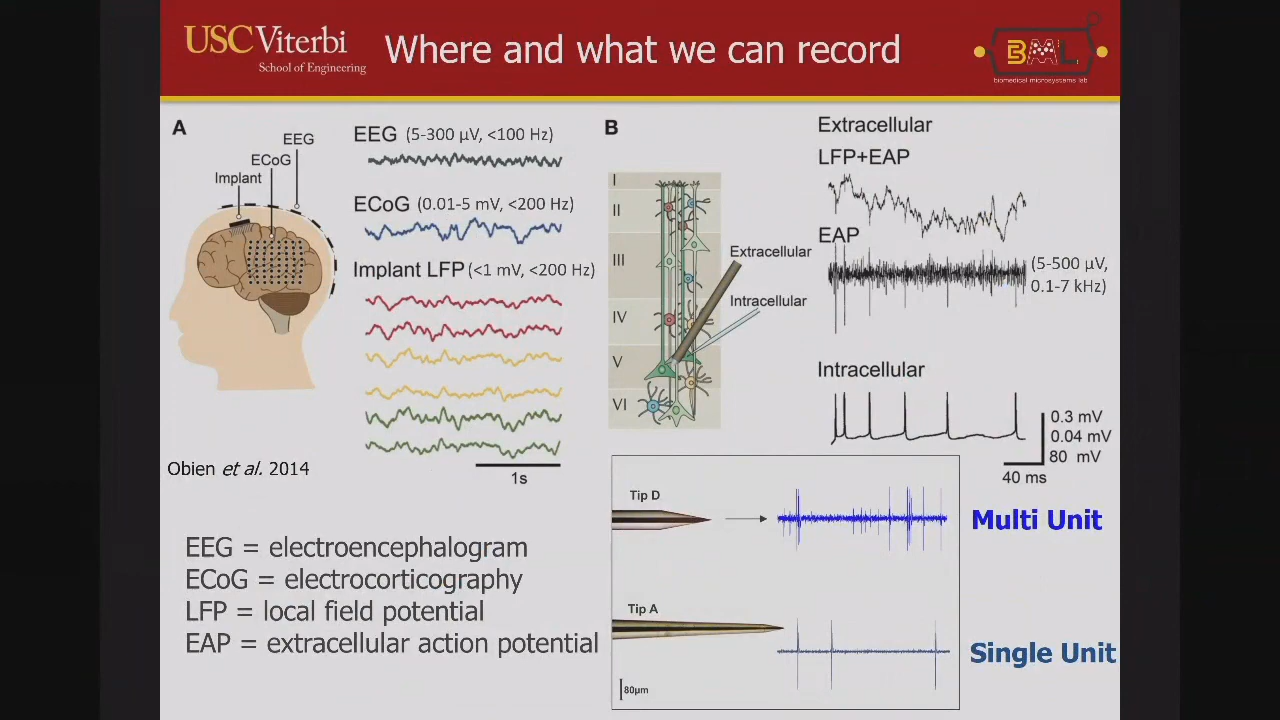 USC Viterbi
School of Engineering
Where and what we can record
BML
biomedical microsystems lab
A
EEG
ECoG
Implant
EEG (5-300 µV, <100 Hz)
ECoG (0.01-5 mV, <200 Hz)
Implant LFP (<1 mV, <200 Hz)
1s
Obien et al. 2014
B
I
II
III
IV
V
VI
Extracellular
Intracellular
Extracellular
LFP+EAP
EAP
(5-500 µV,
0.1-7 kHz)
Intracellular
0.3 mV
0.04 mV
80 mV
40 ms
Tip D
Multi Unit
Tip A
Single Unit
80µm
EEG = electroencephalogram
ECoG = electrocorticography
LFP = local field potential
EAP = extracellular action potential